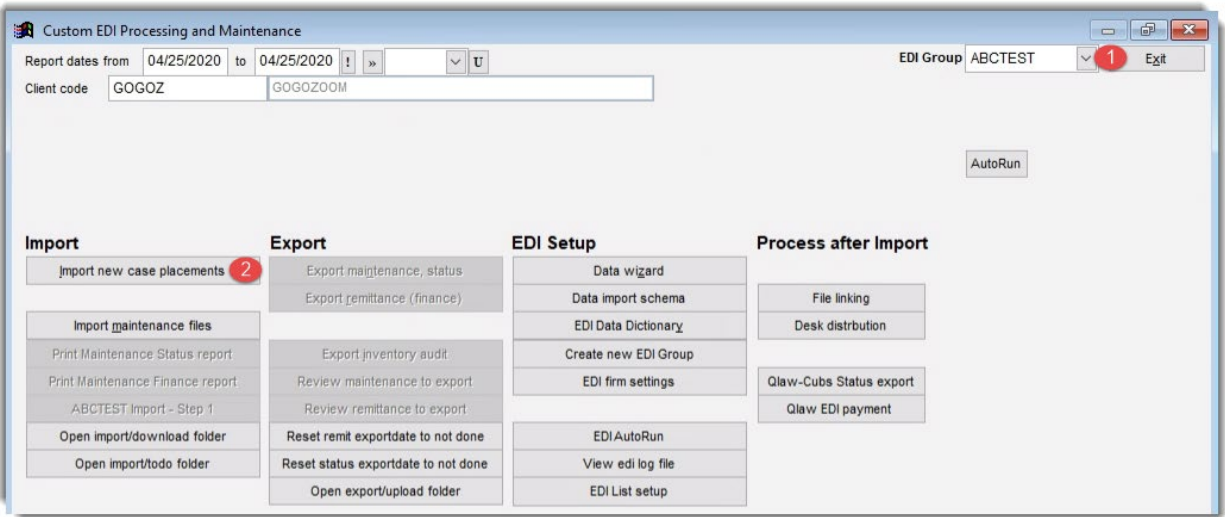 Custom EDI Processing and Maintenance
Report dates from 04/25/2020 to 04/25/2020 ! » U EDI Group ABCTEST 1 Exit
Client code GOGOZ GOGOZOOM
AutoRun
Import Export EDI Setup Process after Import
Import new case placements 2 Export maintenance, status Data wizard
Export remittance (finance) Data import schema File linking
Import maintenance files EDI Data Dictionary Desk distrbution
Print Maintenance Status report Export inventory audit Create new EDI Group
Print Maintenance Finance report Review maintenance to export EDI firm settings Qlaw-Cubs Status export
ABCTEST Import - Step 1 Review remittance to export Qlaw EDI payment
Open import/download folder Reset remit exportdate to not done EDI AutoRun
Open import/todo folder Reset status exportdate to not done View edi log file
Open export/upload folder EDI List setup